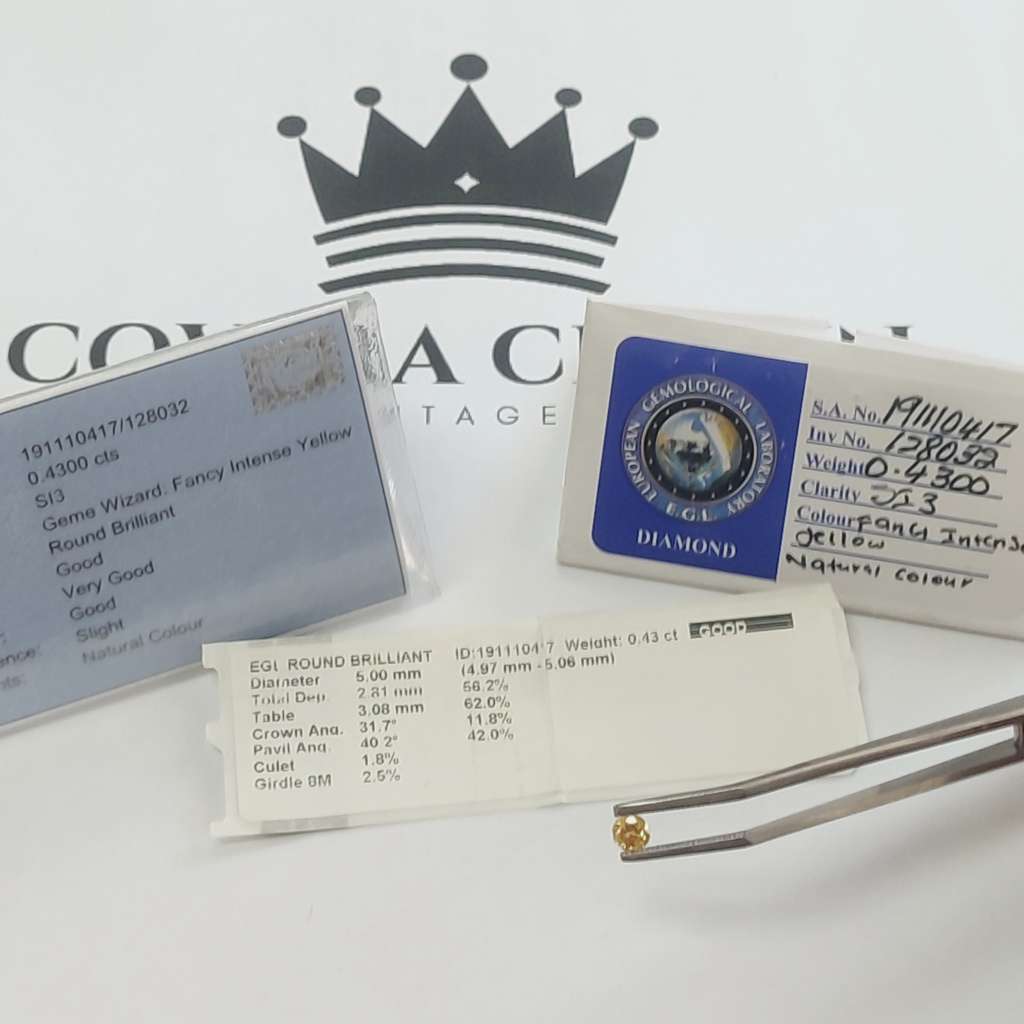 CO A C N
TAGE
191110417/128032
0.4300 cts
SI3
Geme Wizard. Fancy Intense Yellow
Round Brilliant
Good
Very Good
Good
Slight
Natural Colour
EUROPEAN GEMOLOGICAL LABORATORY
E.G.L.
DIAMOND
S.A. No. 191110417
Inv No. 128032
Weight 0.4300
Clarity SI3
Colour Fancy Intense
Yellow
Natural Colour
EGL ROUND BRILLIANT ID:191110417 Weight: 0.43 ct GOOD
Diameter 5,00 mm (4.97 mm - 5.06 mm)
Total Dep. 2.81 mm 56.2%
Table 3.08 mm 62.0%
Crown Ang. 31.7° 11.8%
Pavil Ang. 40.2° 42.0%
Culet 1.8%
Girdle BM 2.5%